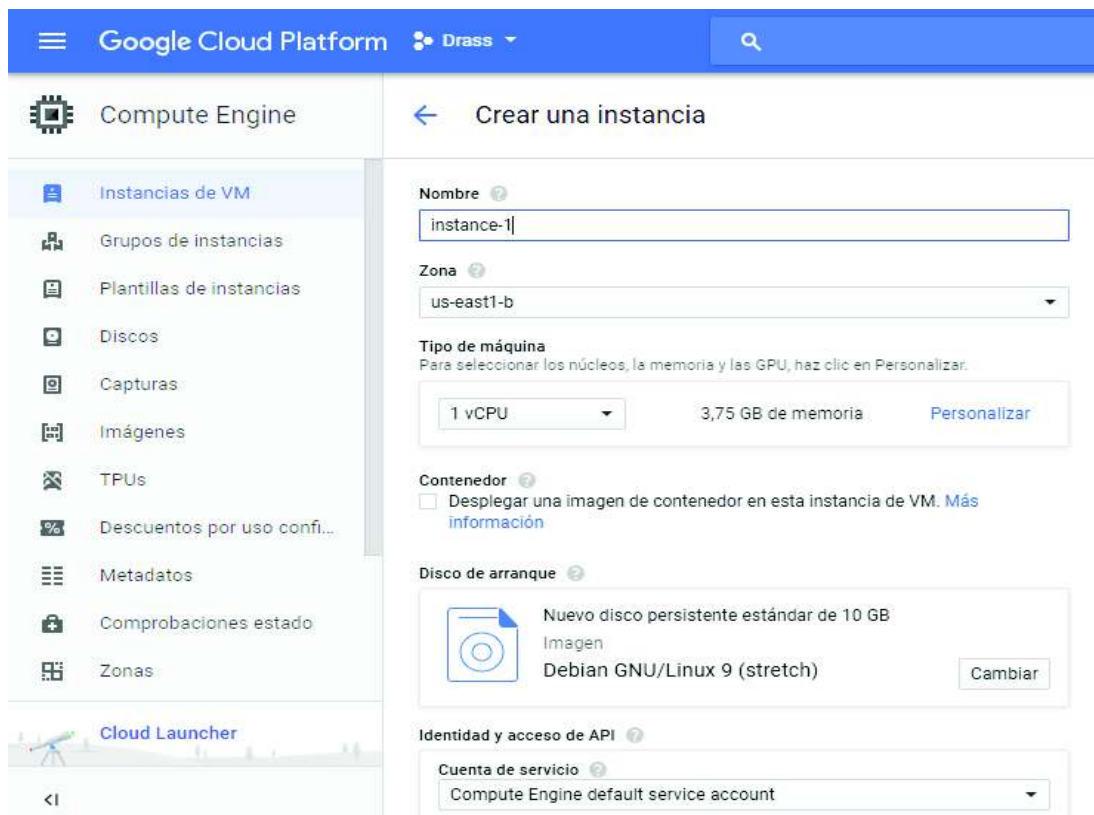 Google Cloud Platform
Drass
Compute Engine
Crear una instancia
Instancias de VM
Grupos de instancias
Plantillas de instancias
Discos
Capturas
Imágenes
TPUs
Descuentos por uso confi...
Metadatos
Comprobaciones estado
Zonas
Cloud Launcher
Nombre
instance-1
Zona
us-east1-b
Tipo de máquina
Para seleccionar los núcleos, la memoria y las GPU, haz clic en Personalizar.
1 vCPU 3,75 GB de memoria Personalizar
Contenedor
Desplegar una imagen de contenedor en esta instancia de VM. Más
información
Disco de arranque
Nuevo disco persistente estándar de 10 GB
Imagen
Debian GNU/Linux 9 (stretch) Cambiar
Identidad y acceso de API
Cuenta de servicio
Compute Engine default service account